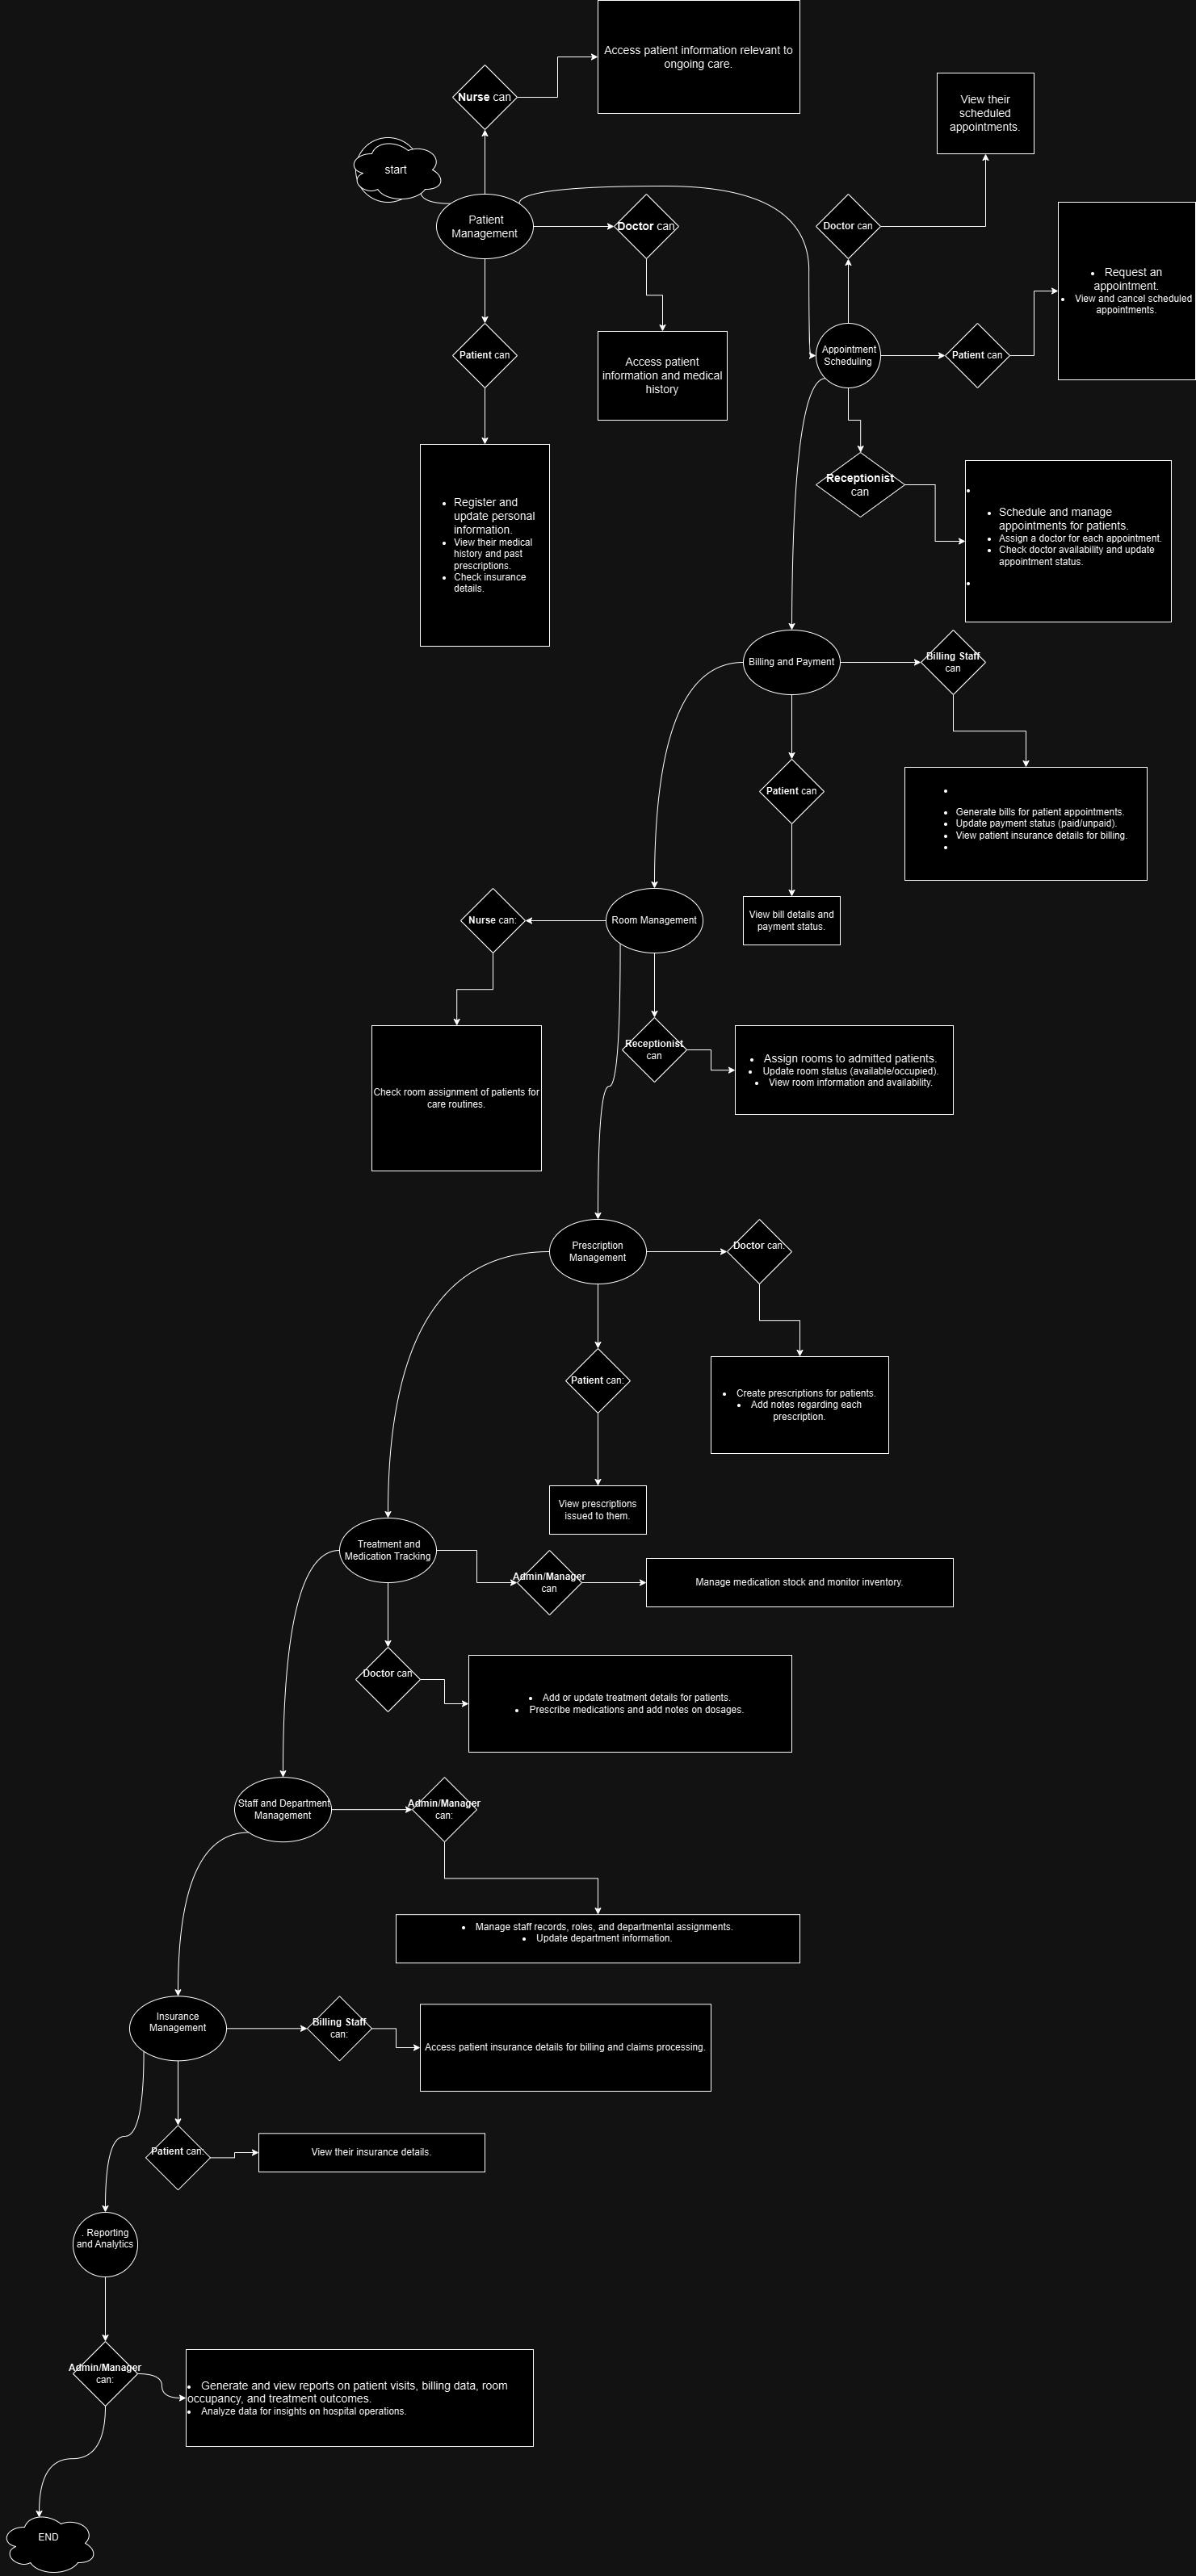 Access patient information relevant to
ongoing care.
Nurse can
View their
scheduled
appointments.
start
Patient
Management
Doctor can
Doctor can
• Request an
appointment.
• View and cancel scheduled
appointments.
Patient can
Access patient
information and medical
history
Appointment
Scheduling
Patient can
• Register and
update personal
information.
• View their medical
history and past
prescriptions.
• Check insurance
details.
Receptionist
can
• Schedule and manage
appointments for patients.
• Assign a doctor for each appointment.
• Check doctor availability and update
appointment status.
Billing and Payment
Billing Staff
can
Patient can
• Generate bills for patient appointments.
• Update payment status (paid/unpaid).
• View patient insurance details for billing.
View bill details and
payment status.
Nurse can:
Room Management
Receptionist
can
• Assign rooms to admitted patients.
• Update room status (available/occupied).
• View room information and availability.
Check room assignment of patients for
care routines.
Prescription
Management
Doctor can:
Patient can:
• Create prescriptions for patients.
• Add notes regarding each
prescription.
View prescriptions
issued to them.
Treatment and
Medication Tracking
Admin/Manager
can
Manage medication stock and monitor inventory.
Doctor can
• Add or update treatment details for patients.
• Prescribe medications and add notes on dosages.
Staff and Department
Management
Admin/Manager
can:
• Manage staff records, roles, and departmental assignments.
• Update department information.
Insurance
Management
Billing Staff
can:
Access patient insurance details for billing and claims processing.
Patient can:
View their insurance details.
. Reporting
and Analytics
Admin/Manager
can:
• Generate and view reports on patient visits, billing data, room
occupancy, and treatment outcomes.
• Analyze data for insights on hospital operations.
END